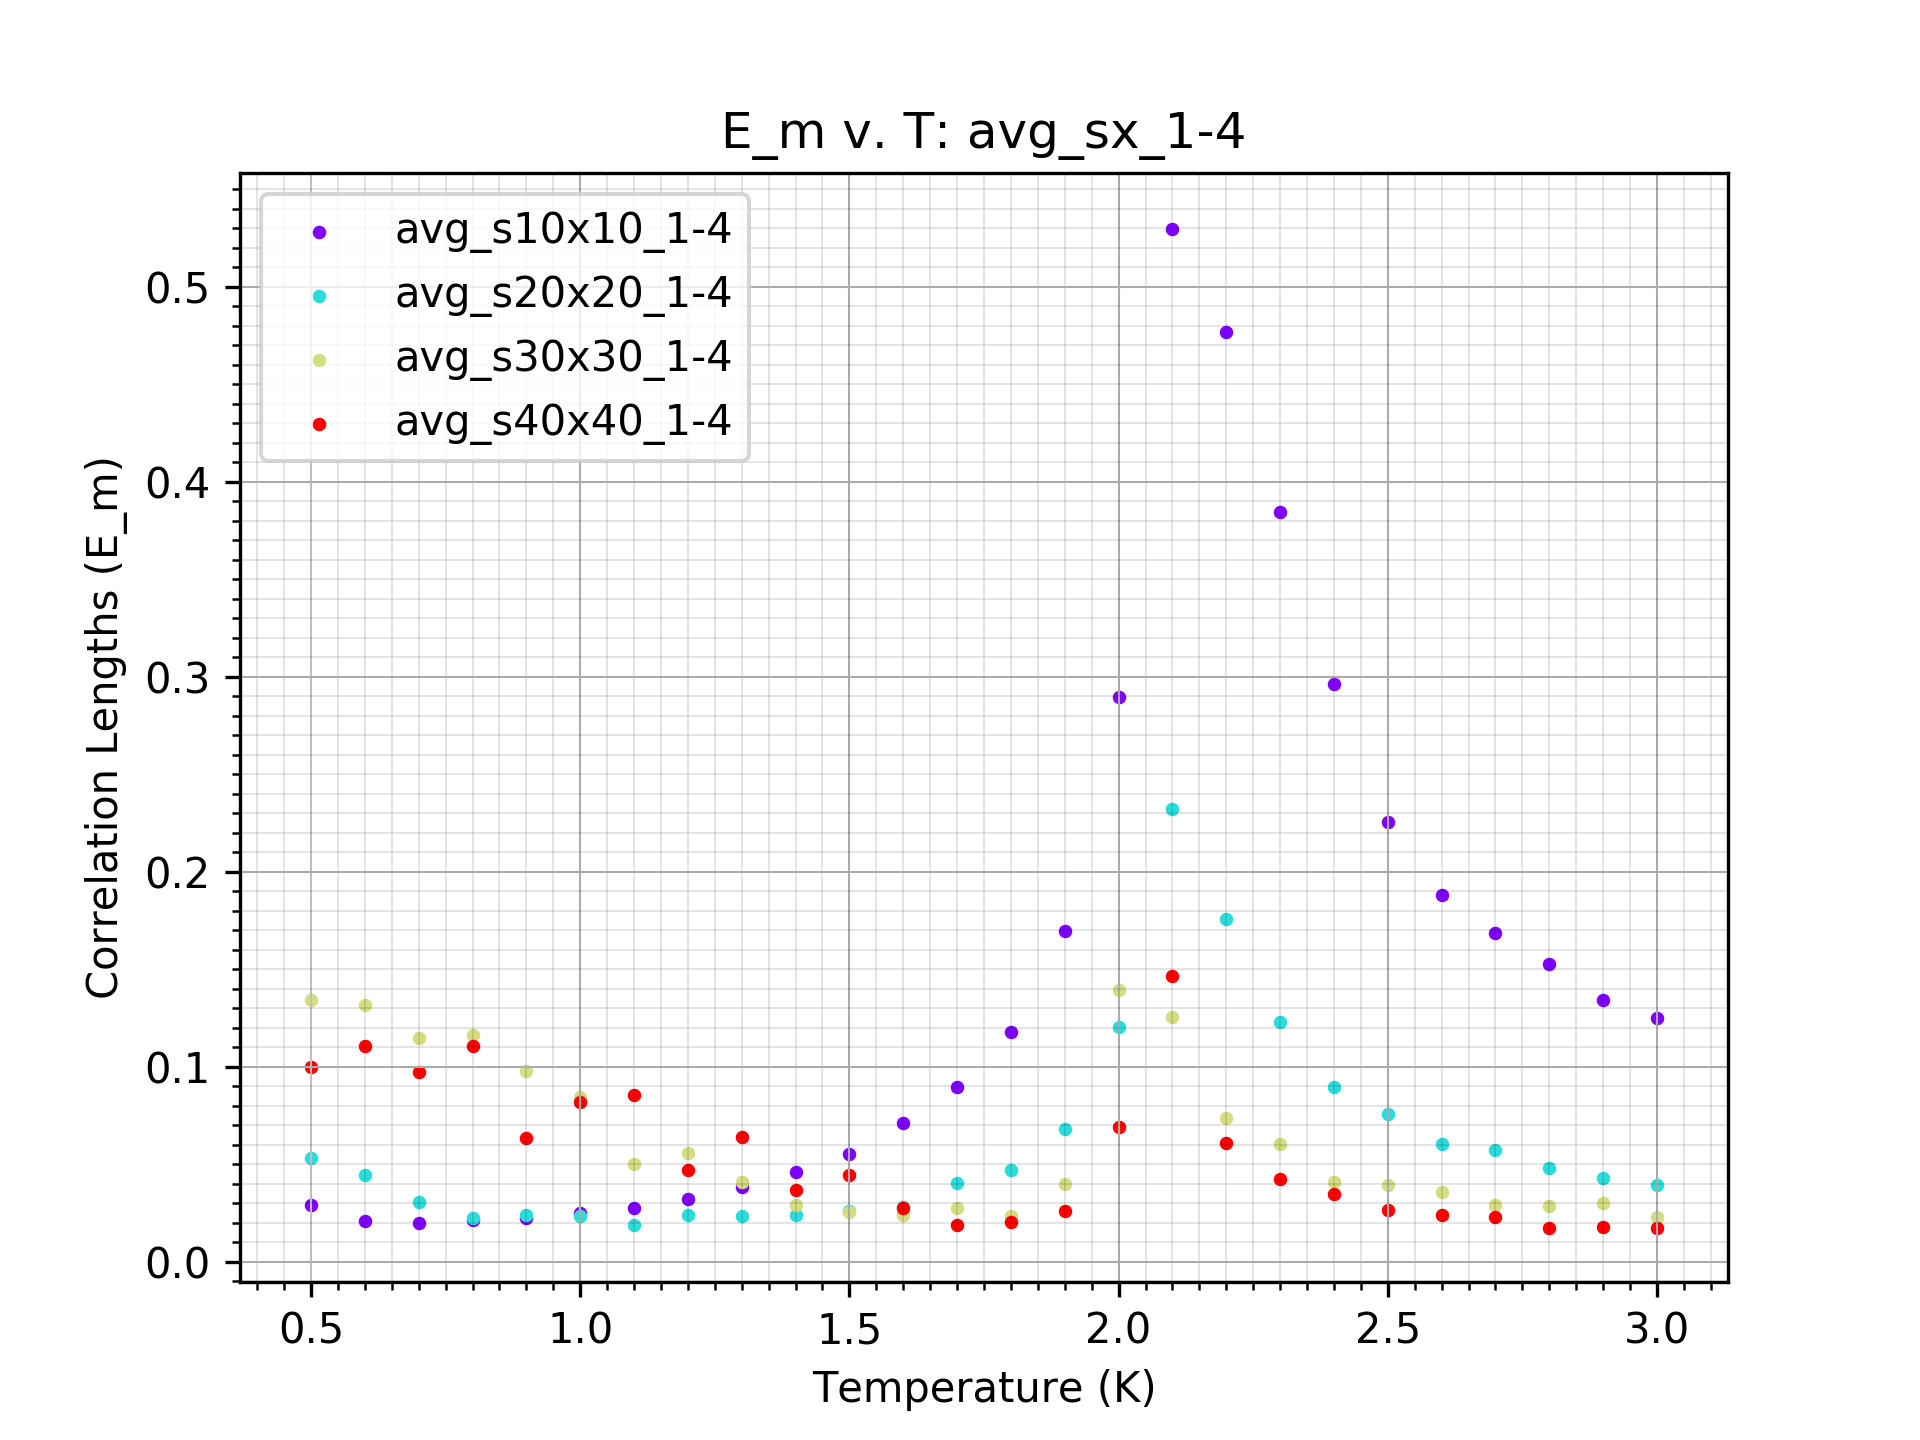 E_m v. T: avg_sx_1-4
avg_s10x10_1-4
avg_s20x20_1-4
avg_s30x30_1-4
avg_s40x40_1-4
Correlation Lengths (E_m)
0.5
0.4
0.3
0.2
0.1
0.0
0.5 1.0 1.5 2.0 2.5 3.0
Temperature (K)